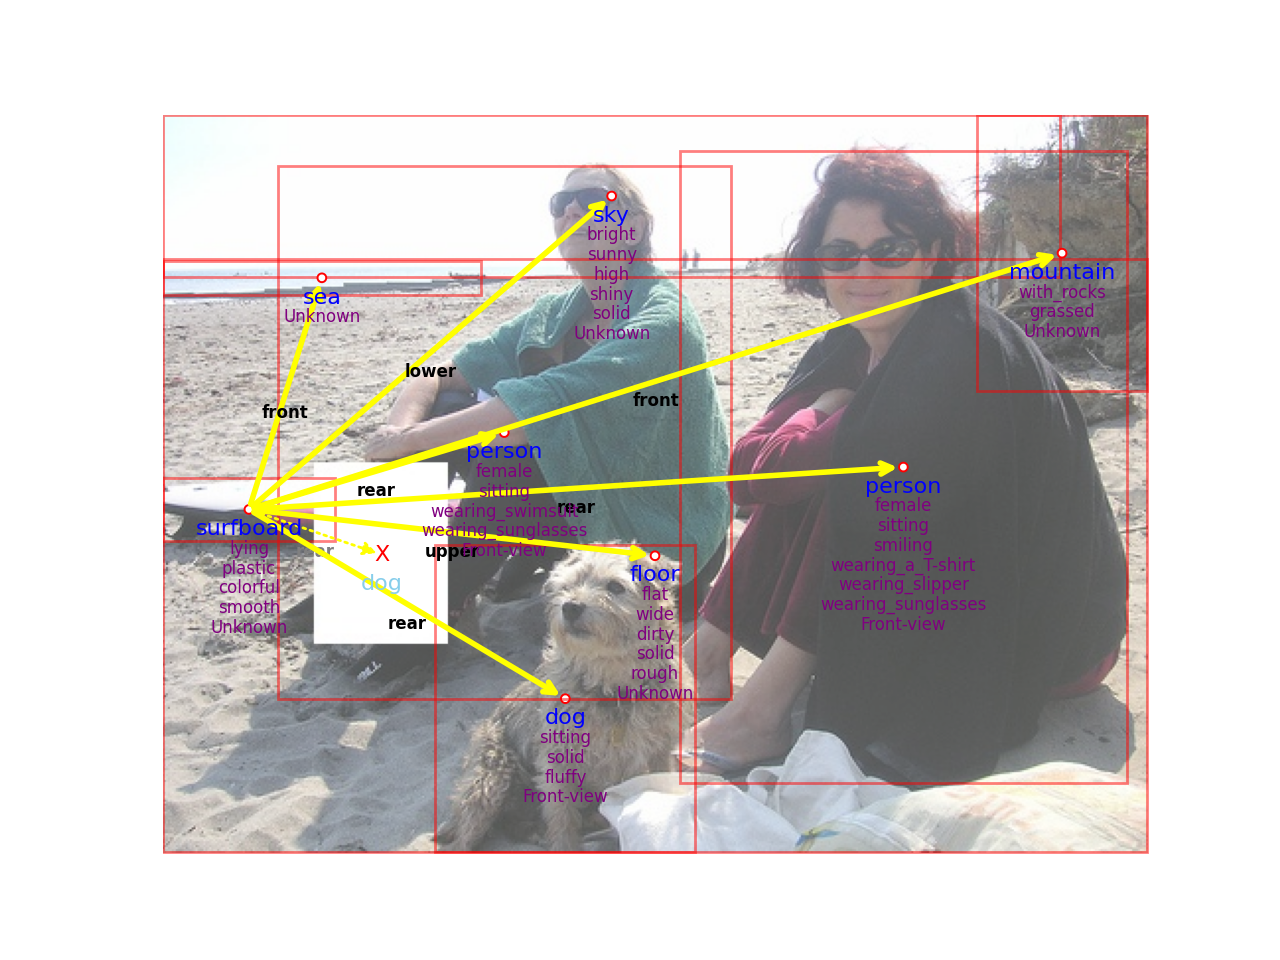 sky
bright
sunny
high
shiny
solid
Unknown
mountain
with_rocks
grassed
Unknown
sea
Unknown
lower
front
front
person
female
sitting
wearing_swimsuit
wearing_sunglasses
Front-view
rear
rear
person
female
sitting
smiling
wearing_a_T-shirt
wearing_slipper
wearing_sunglasses
Front-view
surfboard
lying
plastic
colorful
smooth
Unknown
upper
X
dog
floor
flat
wide
dirty
solid
rough
Unknown
rear
dog
sitting
solid
fluffy
Front-view